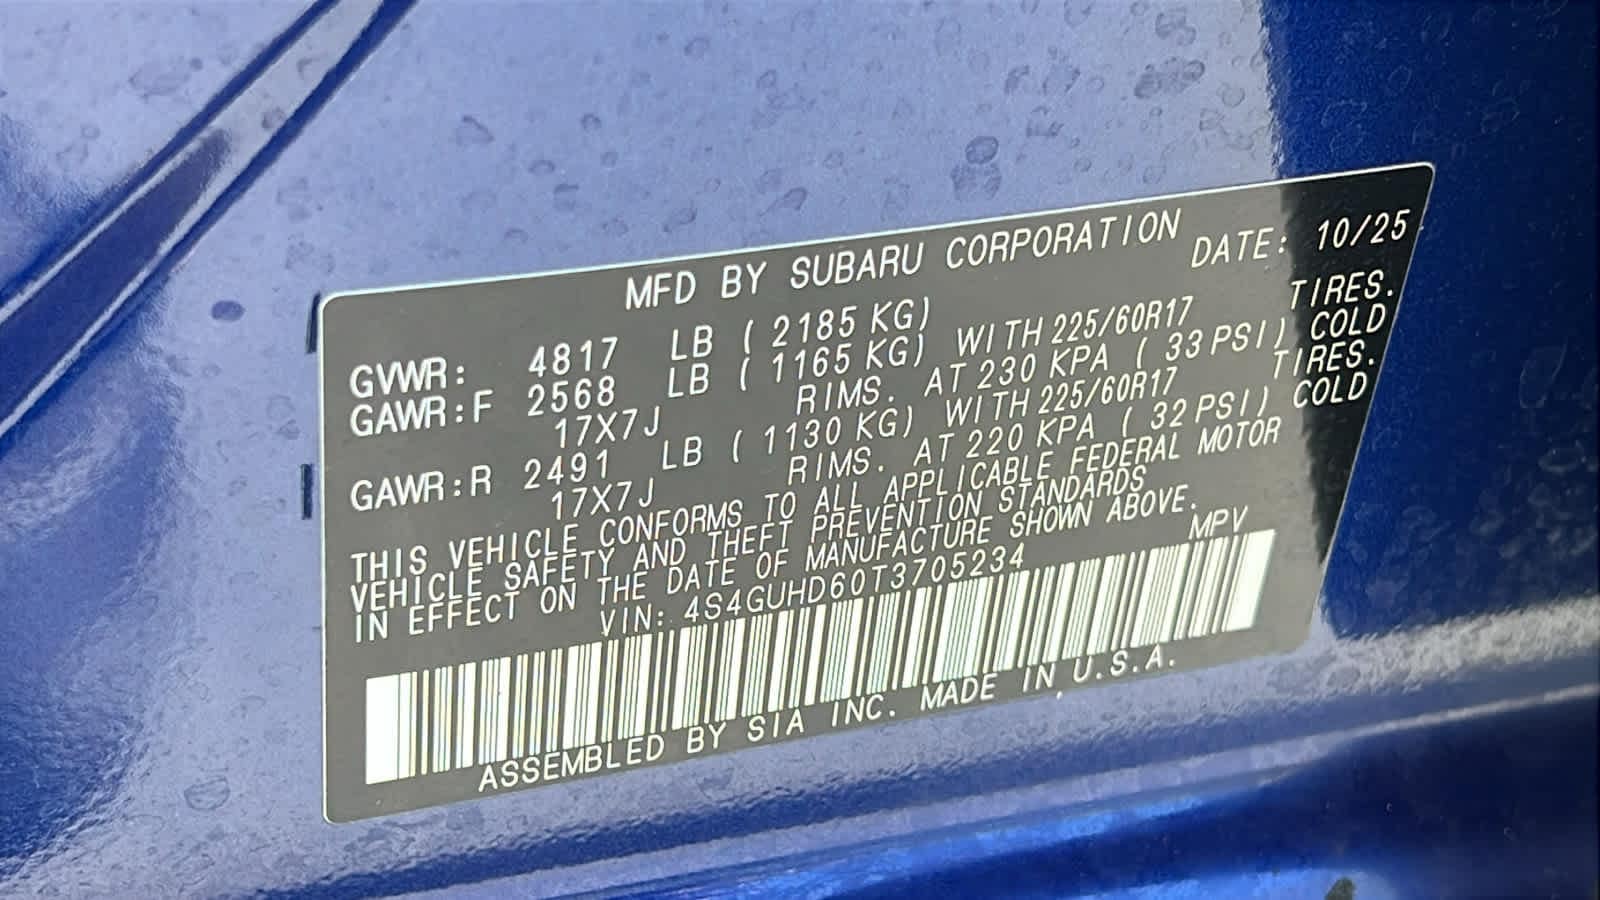 MFD BY SUBARU CORPORATION DATE: 10/25
GVWR: 4817 LB ( 2185 KG)
GAWR:F 2568 LB ( 1165 KG) WITH 225/60R17 TIRES.
17X7J RIMS. AT 230 KPA ( 33 PSI) COLD
GAWR:R 2491 LB ( 1130 KG) WITH 225/60R17 TIRES.
17X7J RIMS. AT 220 KPA ( 32 PSI) COLD
THIS VEHICLE CONFORMS TO ALL APPLICABLE FEDERAL MOTOR
VEHICLE SAFETY AND THEFT PREVENTION STANDARDS
IN EFFECT ON THE DATE OF MANUFACTURE SHOWN ABOVE.
VIN: 4S4GUHD60T3705234 MPV
ASSEMBLED BY SIA INC. MADE IN U.S.A.